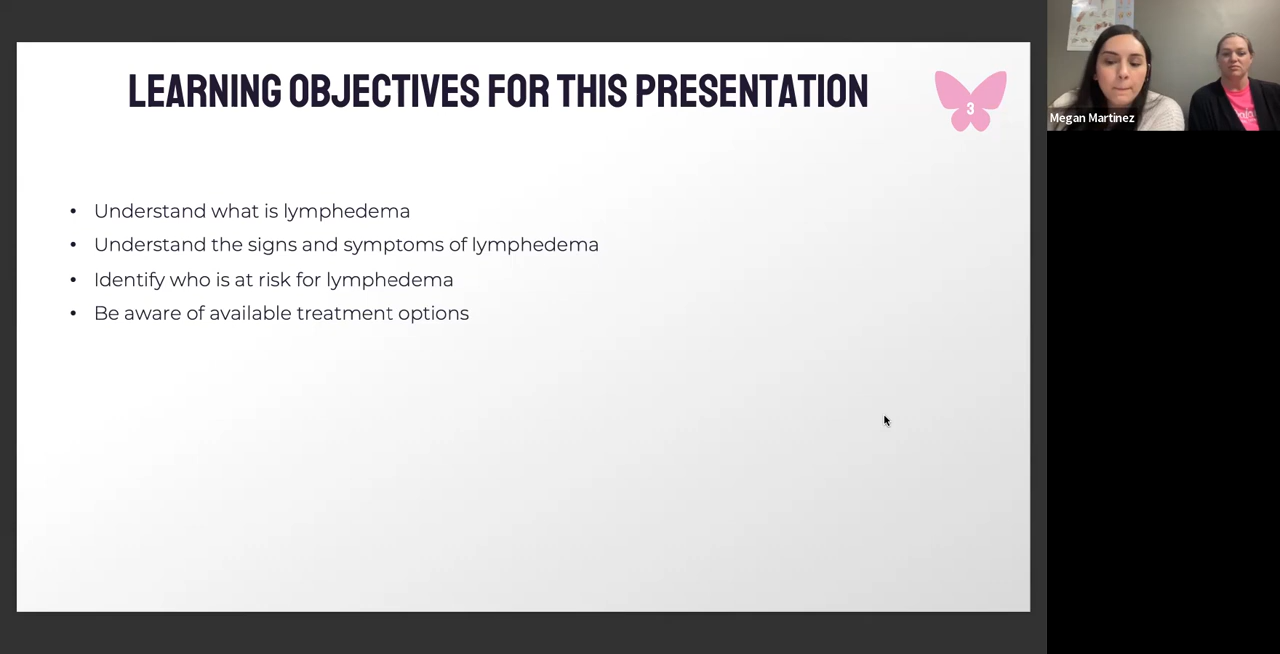 LEARNING OBJECTIVES FOR THIS PRESENTATION
3
• Understand what is lymphedema
• Understand the signs and symptoms of lymphedema
• Identify who is at risk for lymphedema
• Be aware of available treatment options
Megan Martinez